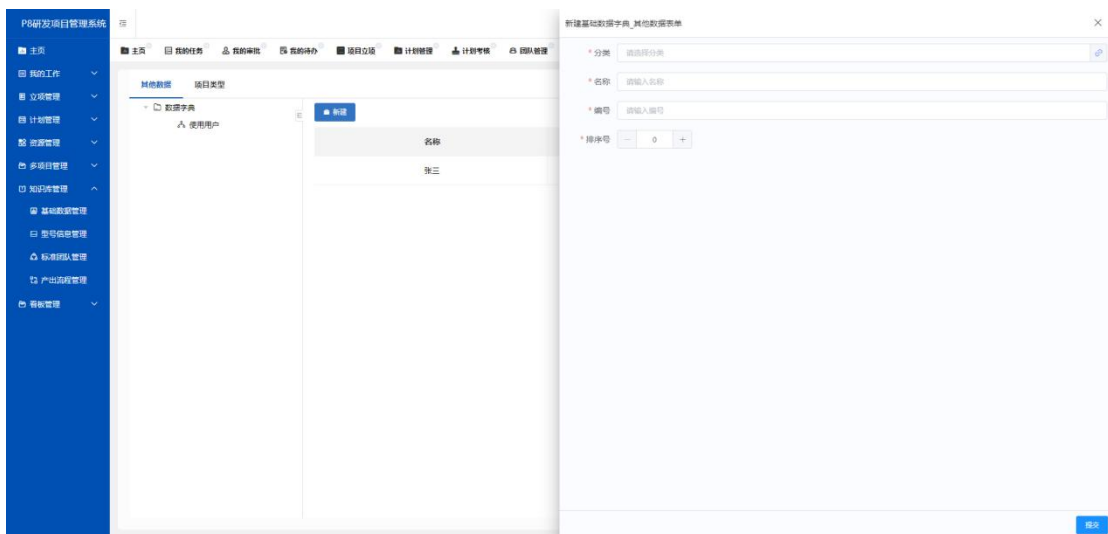 P8研发项目管理系统
新建基础数据字典_其他数据表单
主页
我的任务
我的审批
我的待办
项目立项
计划管理
计划考核
团队管理
主页
我的工作
立项管理
计划管理
资源管理
多项目管理
知识库管理
基础数据管理
型号信息管理
标准团队管理
产出流程管理
看板管理
其他数据 项目类型
数据字典
使用用户
新建
名称
张三
* 分类 请选择分类
* 名称 请输入名称
* 编号 请输入编号
* 排序号 - 0 +
提交